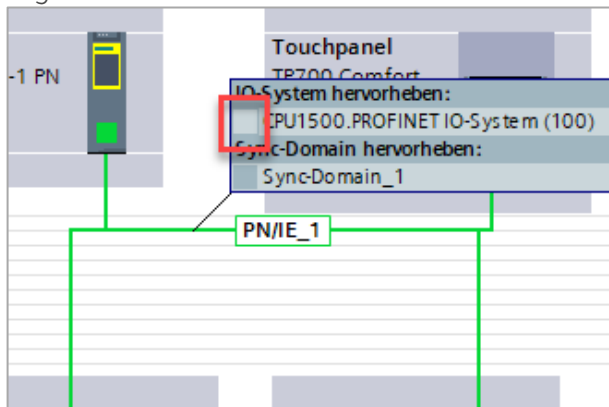 Touchpanel
-1 PN
TP700 Comfort
IO-System hervorheben:
CPU1500.PROFINET IO-System (100)
Sync-Domain hervorheben:
Sync-Domain_1
PN/IE_1